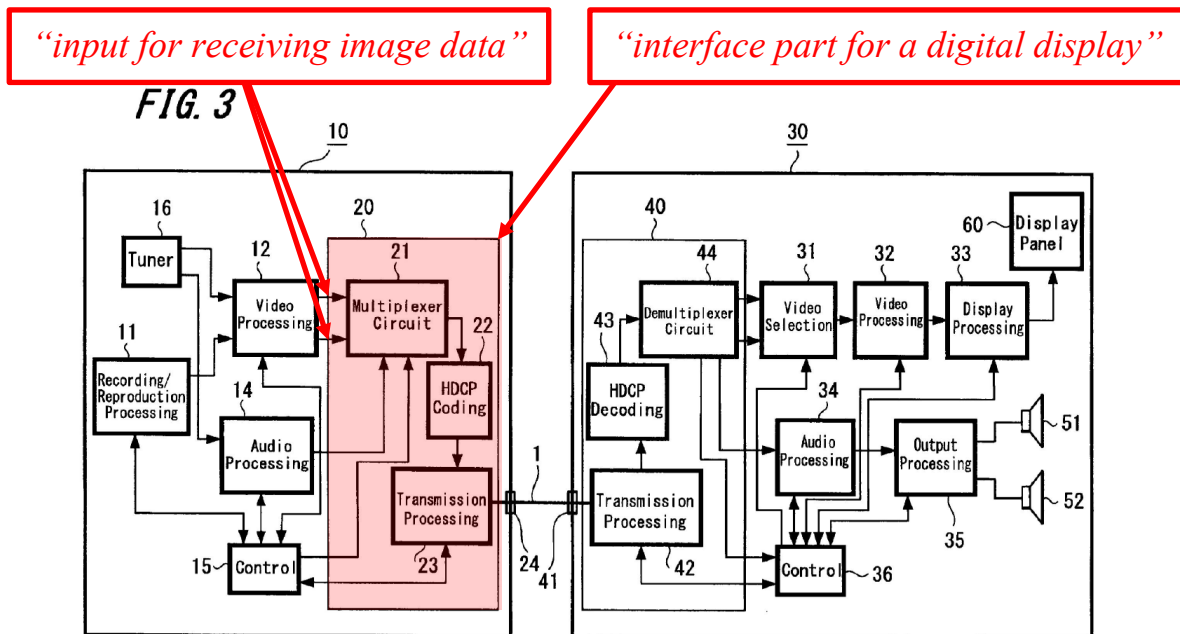 “input for receiving image data”
“interface part for a digital display”
FIG. 3
10
30
16
Tuner
20
40
60
Display
Panel
12
Video
Processing
21
Multiplexer
Circuit
44
Demultiplexer
Circuit
31
Video
Selection
32
Video
Processing
33
Display
Processing
11
Recording/
Reproduction
Processing
22
HDCP
Coding
43
HDCP
Decoding
14
Audio
Processing
34
Audio
Processing
Output
Processing
35
51
52
Transmission
Processing
23
1
24
41
Transmission
Processing
42
15
Control
Control
36